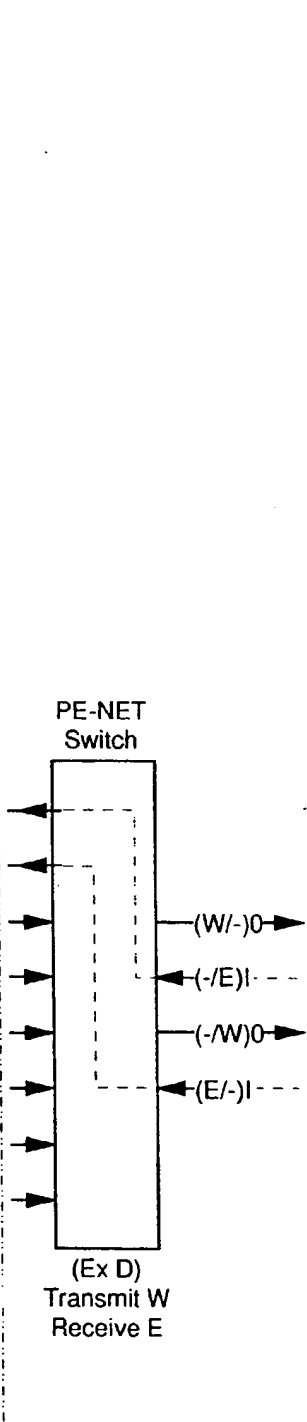 PE-NET
Switch
(W/-)0
(-/E)I
(-/W)0
(E/-)I
(Ex D)
Transmit W
Receive E